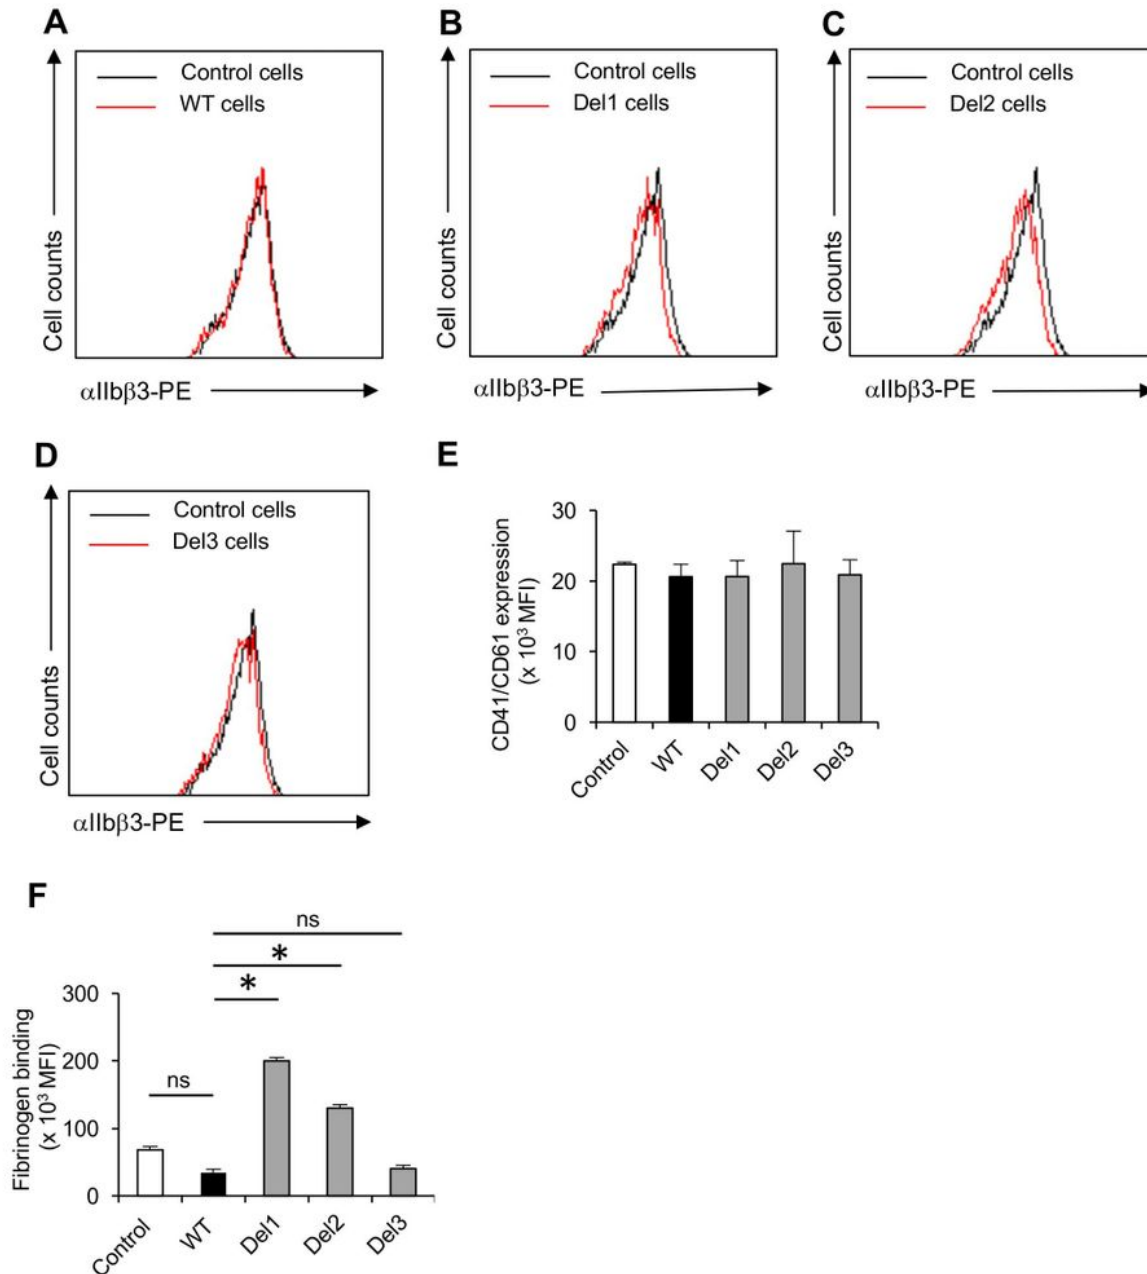 A
Control cells
WT cells
Cell counts
αIIbβ3-PE
B
Control cells
Del1 cells
Cell counts
αIIbβ3-PE
C
Control cells
Del2 cells
Cell counts
αIIbβ3-PE
D
Control cells
Del3 cells
Cell counts
αIIbβ3-PE
E
CD41/CD61 expression
(x 10³ MFI)
30
20
10
0
Control
WT
Del1
Del2
Del3
F
ns
*
*
ns
Fibrinogen binding
(x 10³ MFI)
300
200
100
0
Control
WT
Del1
Del2
Del3